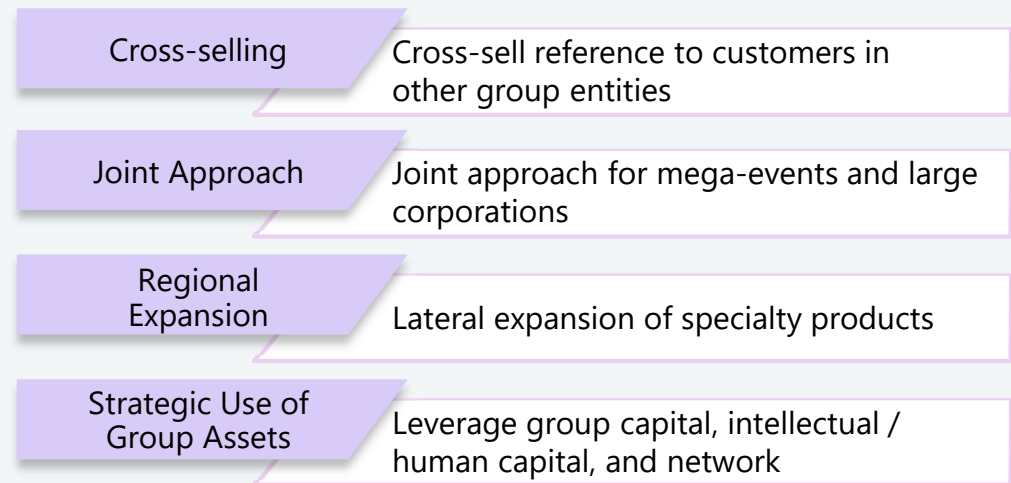 Cross-selling
Cross-sell reference to customers in
other group entities
Joint Approach
Joint approach for mega-events and large
corporations
Regional
Expansion
Lateral expansion of specialty products
Strategic Use of
Group Assets
Leverage group capital, intellectual /
human capital, and network